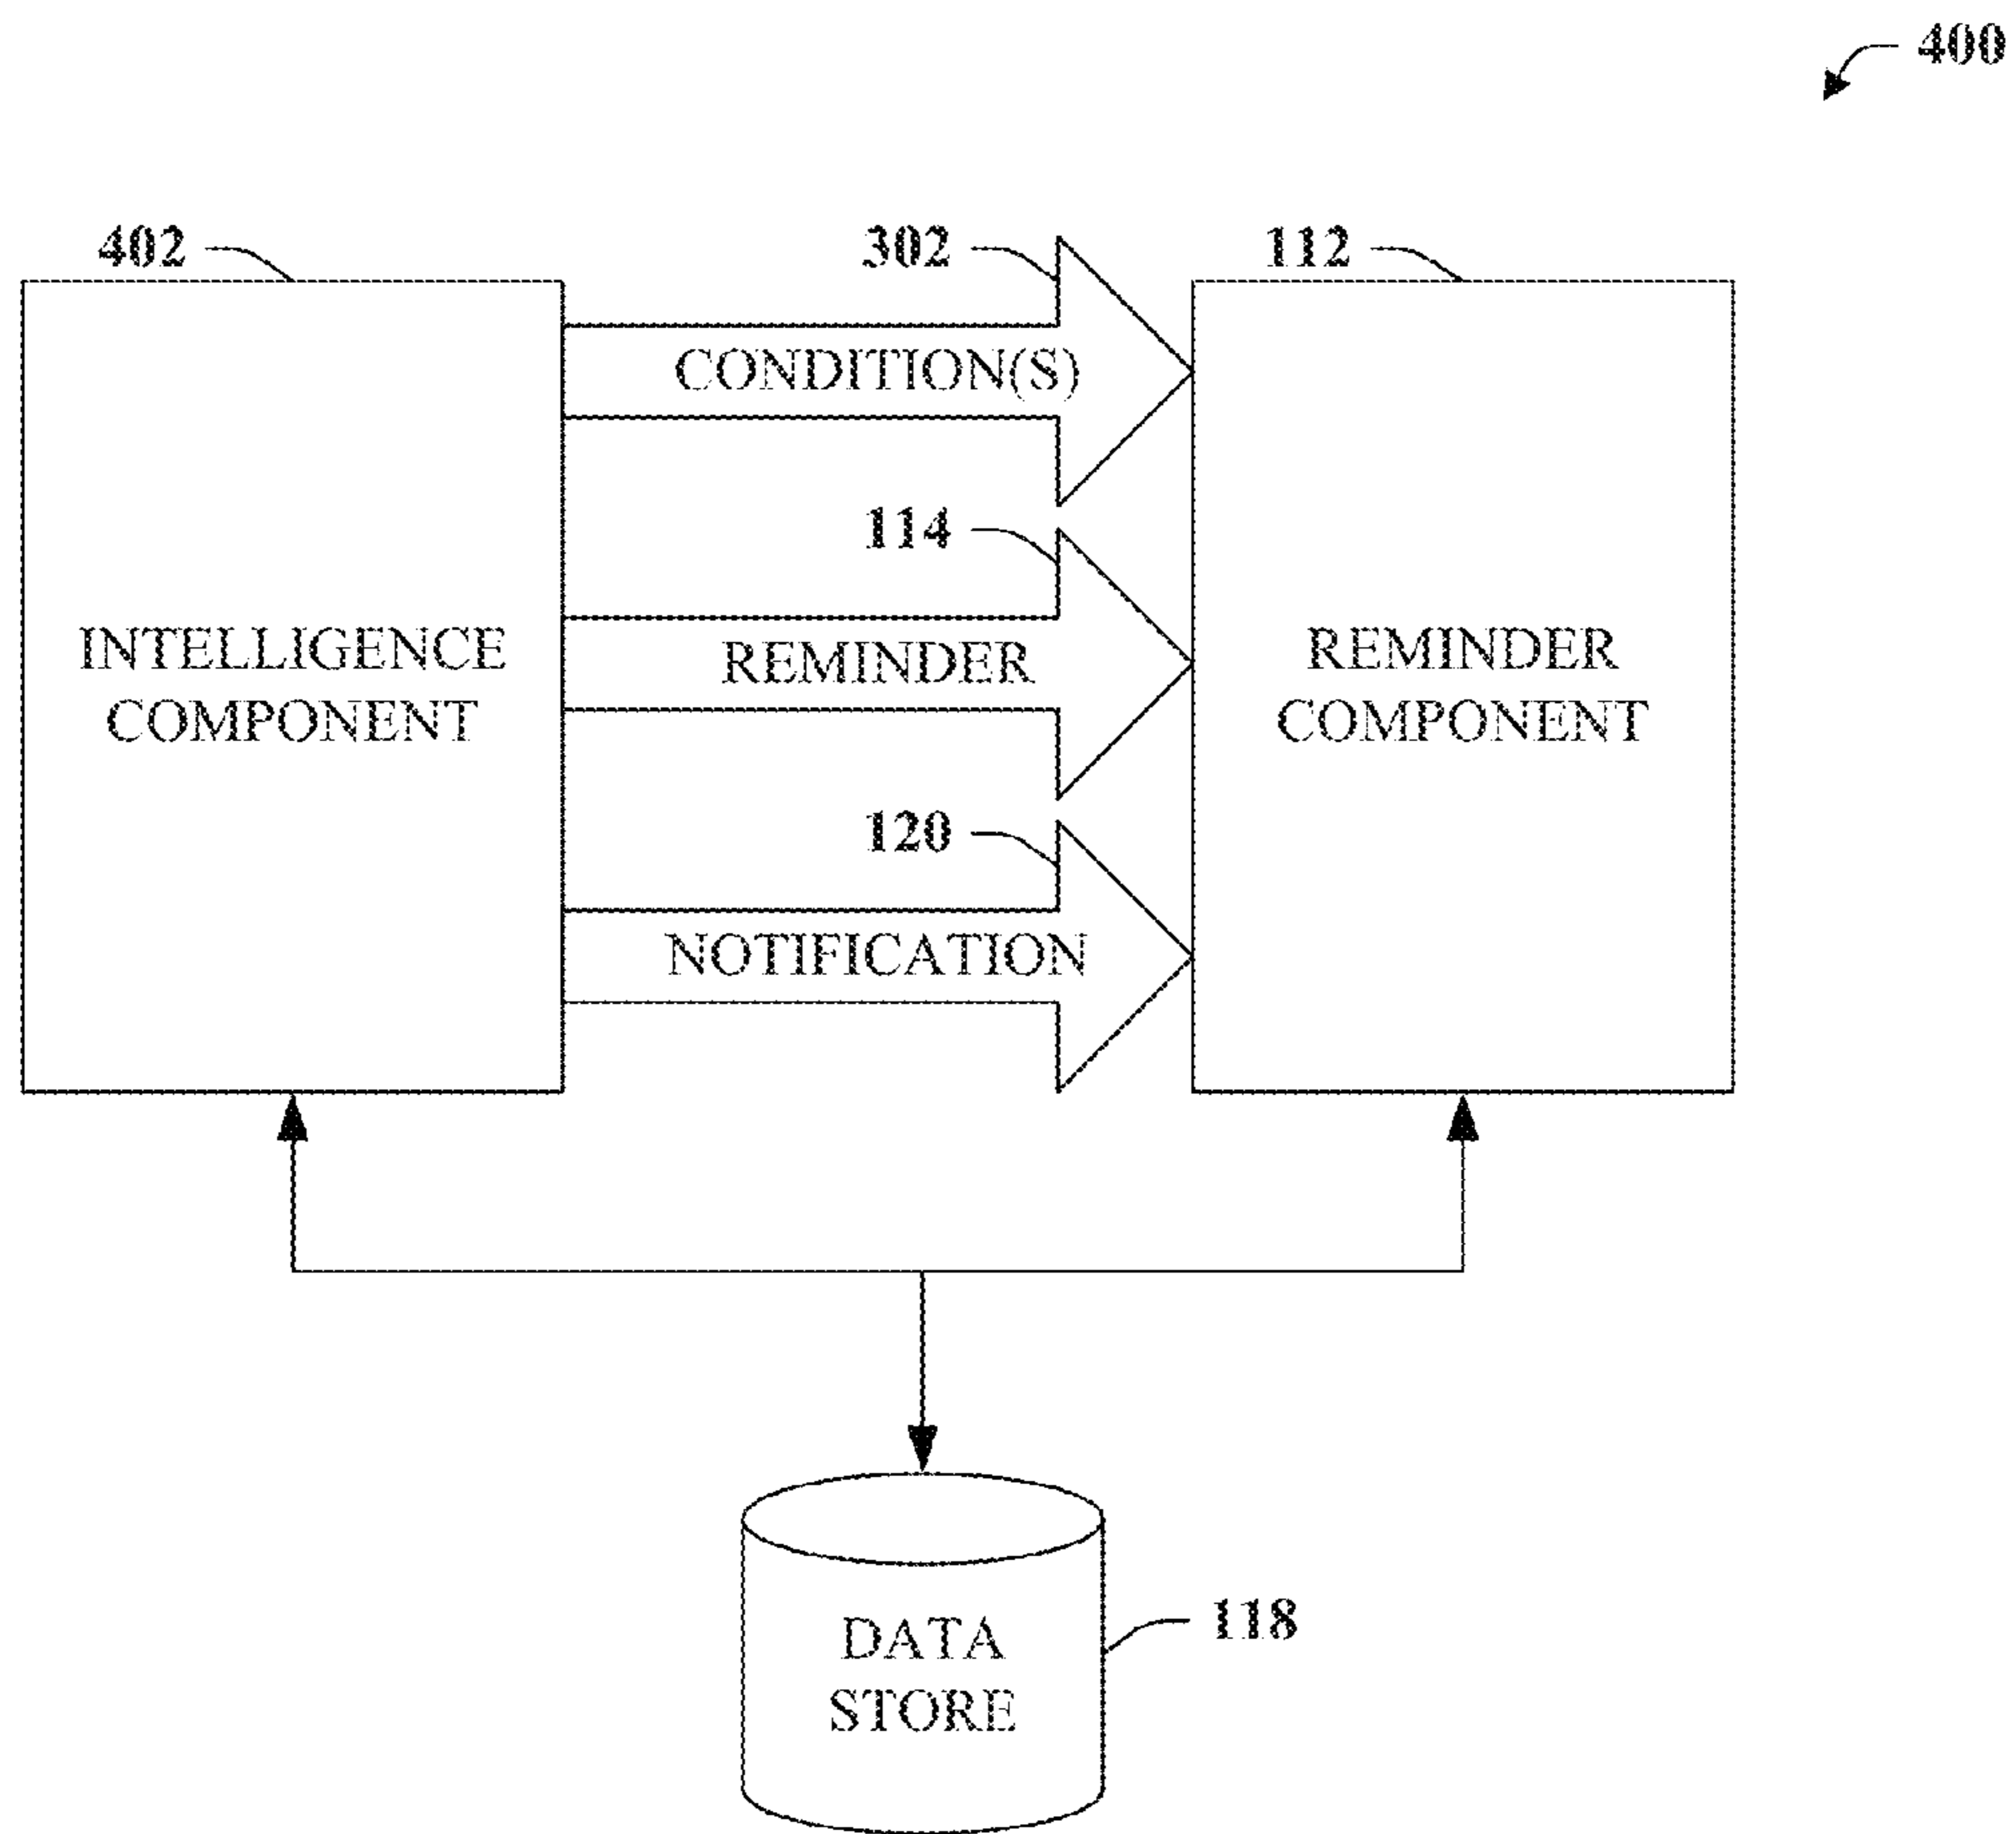 400
402
302
112
CONDITION(S)
114
INTELLIGENCE
COMPONENT
REMINDER
REMINDER
COMPONENT
120
NOTIFICATION
DATA
STORE
118